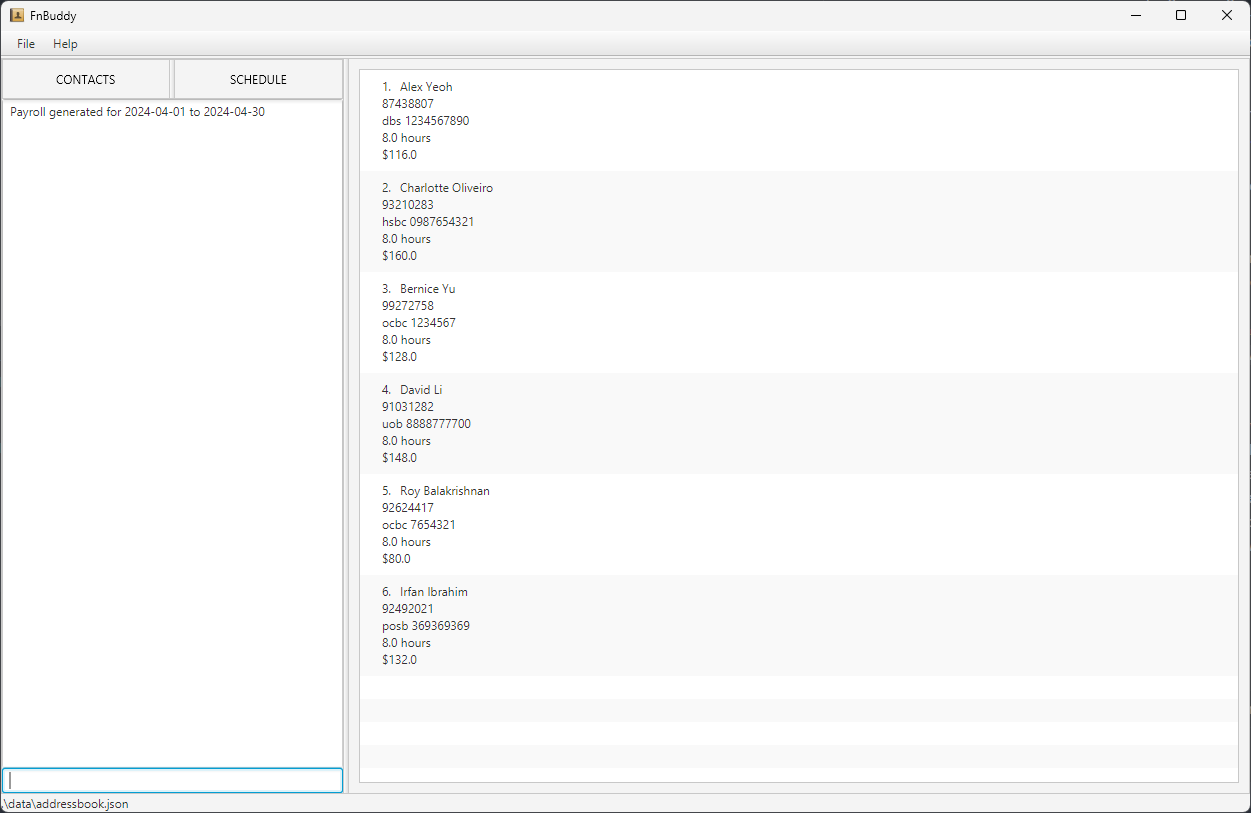 FnBuddy
File Help
CONTACTS SCHEDULE
Payroll generated for 2024-04-01 to 2024-04-30
1. Alex Yeoh
87438807
dbs 1234567890
8.0 hours
$116.0
2. Charlotte Oliveiro
93210283
hsbc 0987654321
8.0 hours
$160.0
3. Bernice Yu
99272758
ocbc 1234567
8.0 hours
$128.0
4. David Li
91031282
uob 8888777700
8.0 hours
$148.0
5. Roy Balakrishnan
92624417
ocbc 7654321
8.0 hours
$80.0
6. Irfan Ibrahim
92492021
posb 369369369
8.0 hours
$132.0
.\data\addressbook.json